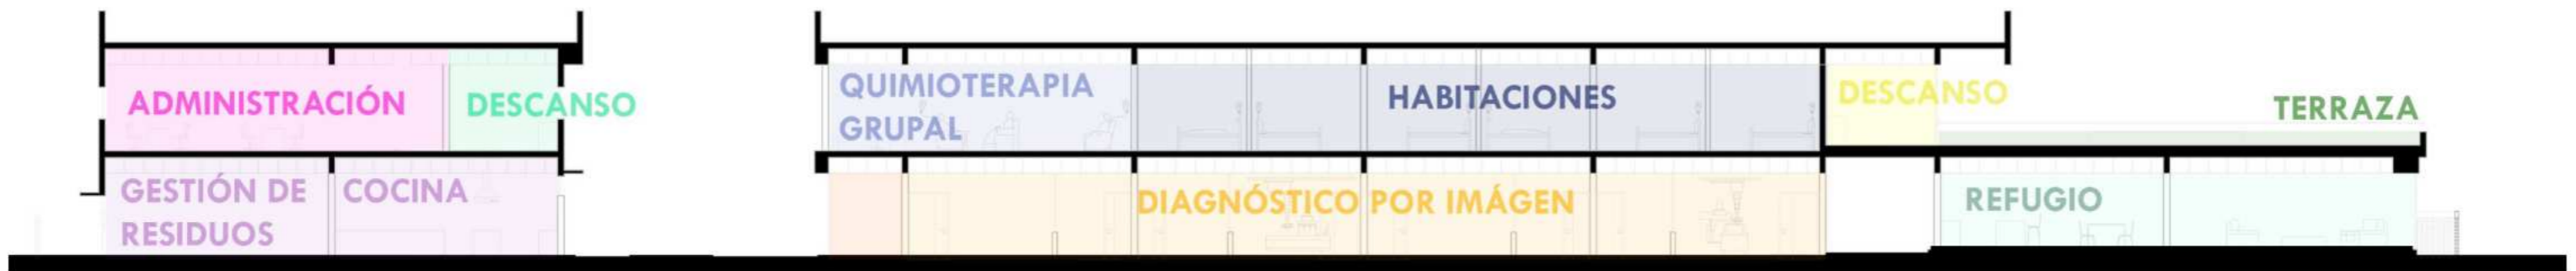 ADMINISTRACIÓN
DESCANSO
QUIMIOTERAPIA
GRUPAL
HABITACIONES
DESCANSO
TERRAZA
GESTIÓN DE
RESIDUOS
COCINA
DIAGNÓSTICO POR IMÁGEN
REFUGIO